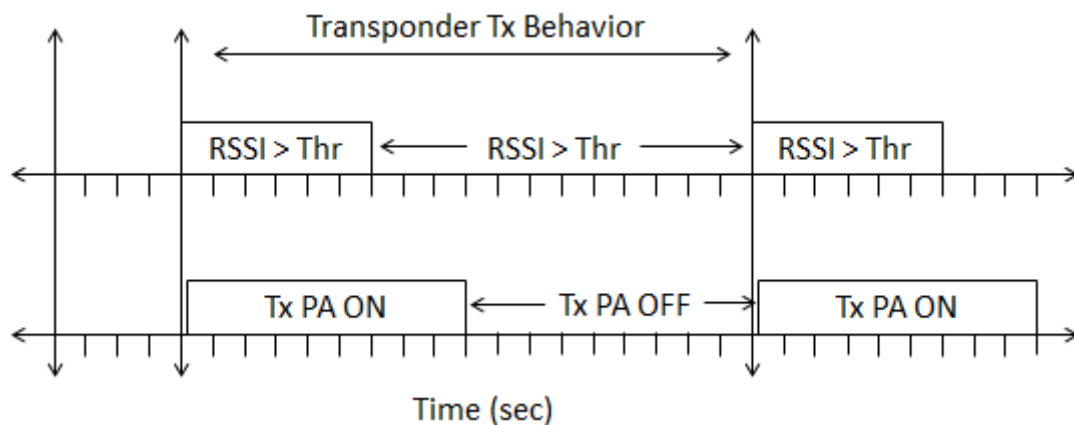 Transponder Tx Behavior
RSSI > Thr
RSSI > Thr
RSSI > Thr
Tx PA ON
Tx PA OFF
Tx PA ON
Time (sec)